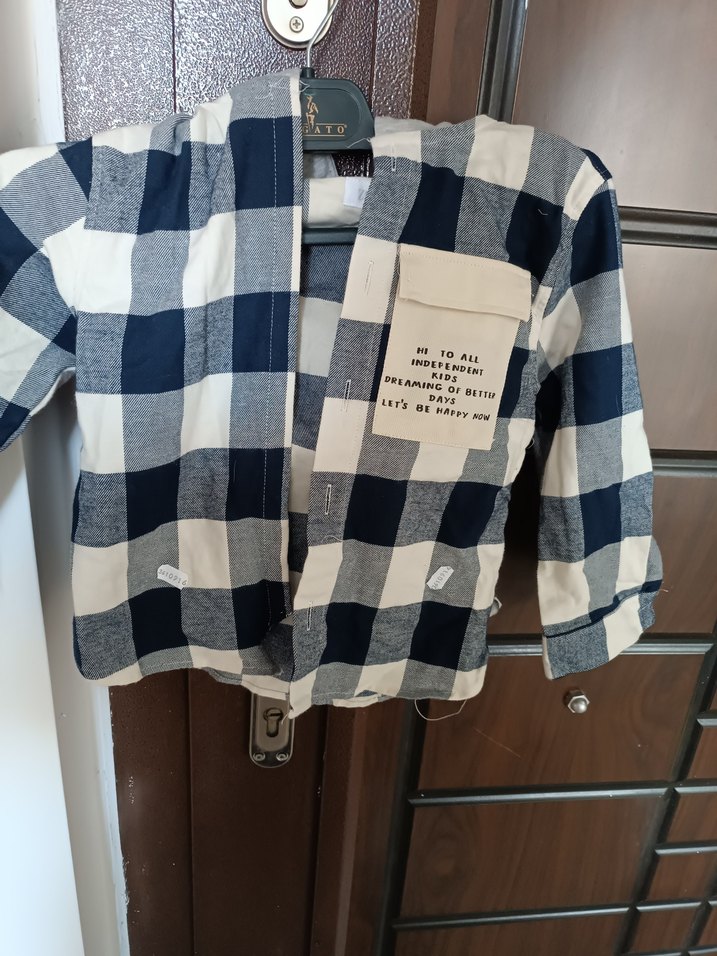 GATO
HI TO ALL
INDEPENDENT
KIDS
DREAMING OF BETTER
DAYS
LET'S BE HAPPY NOW